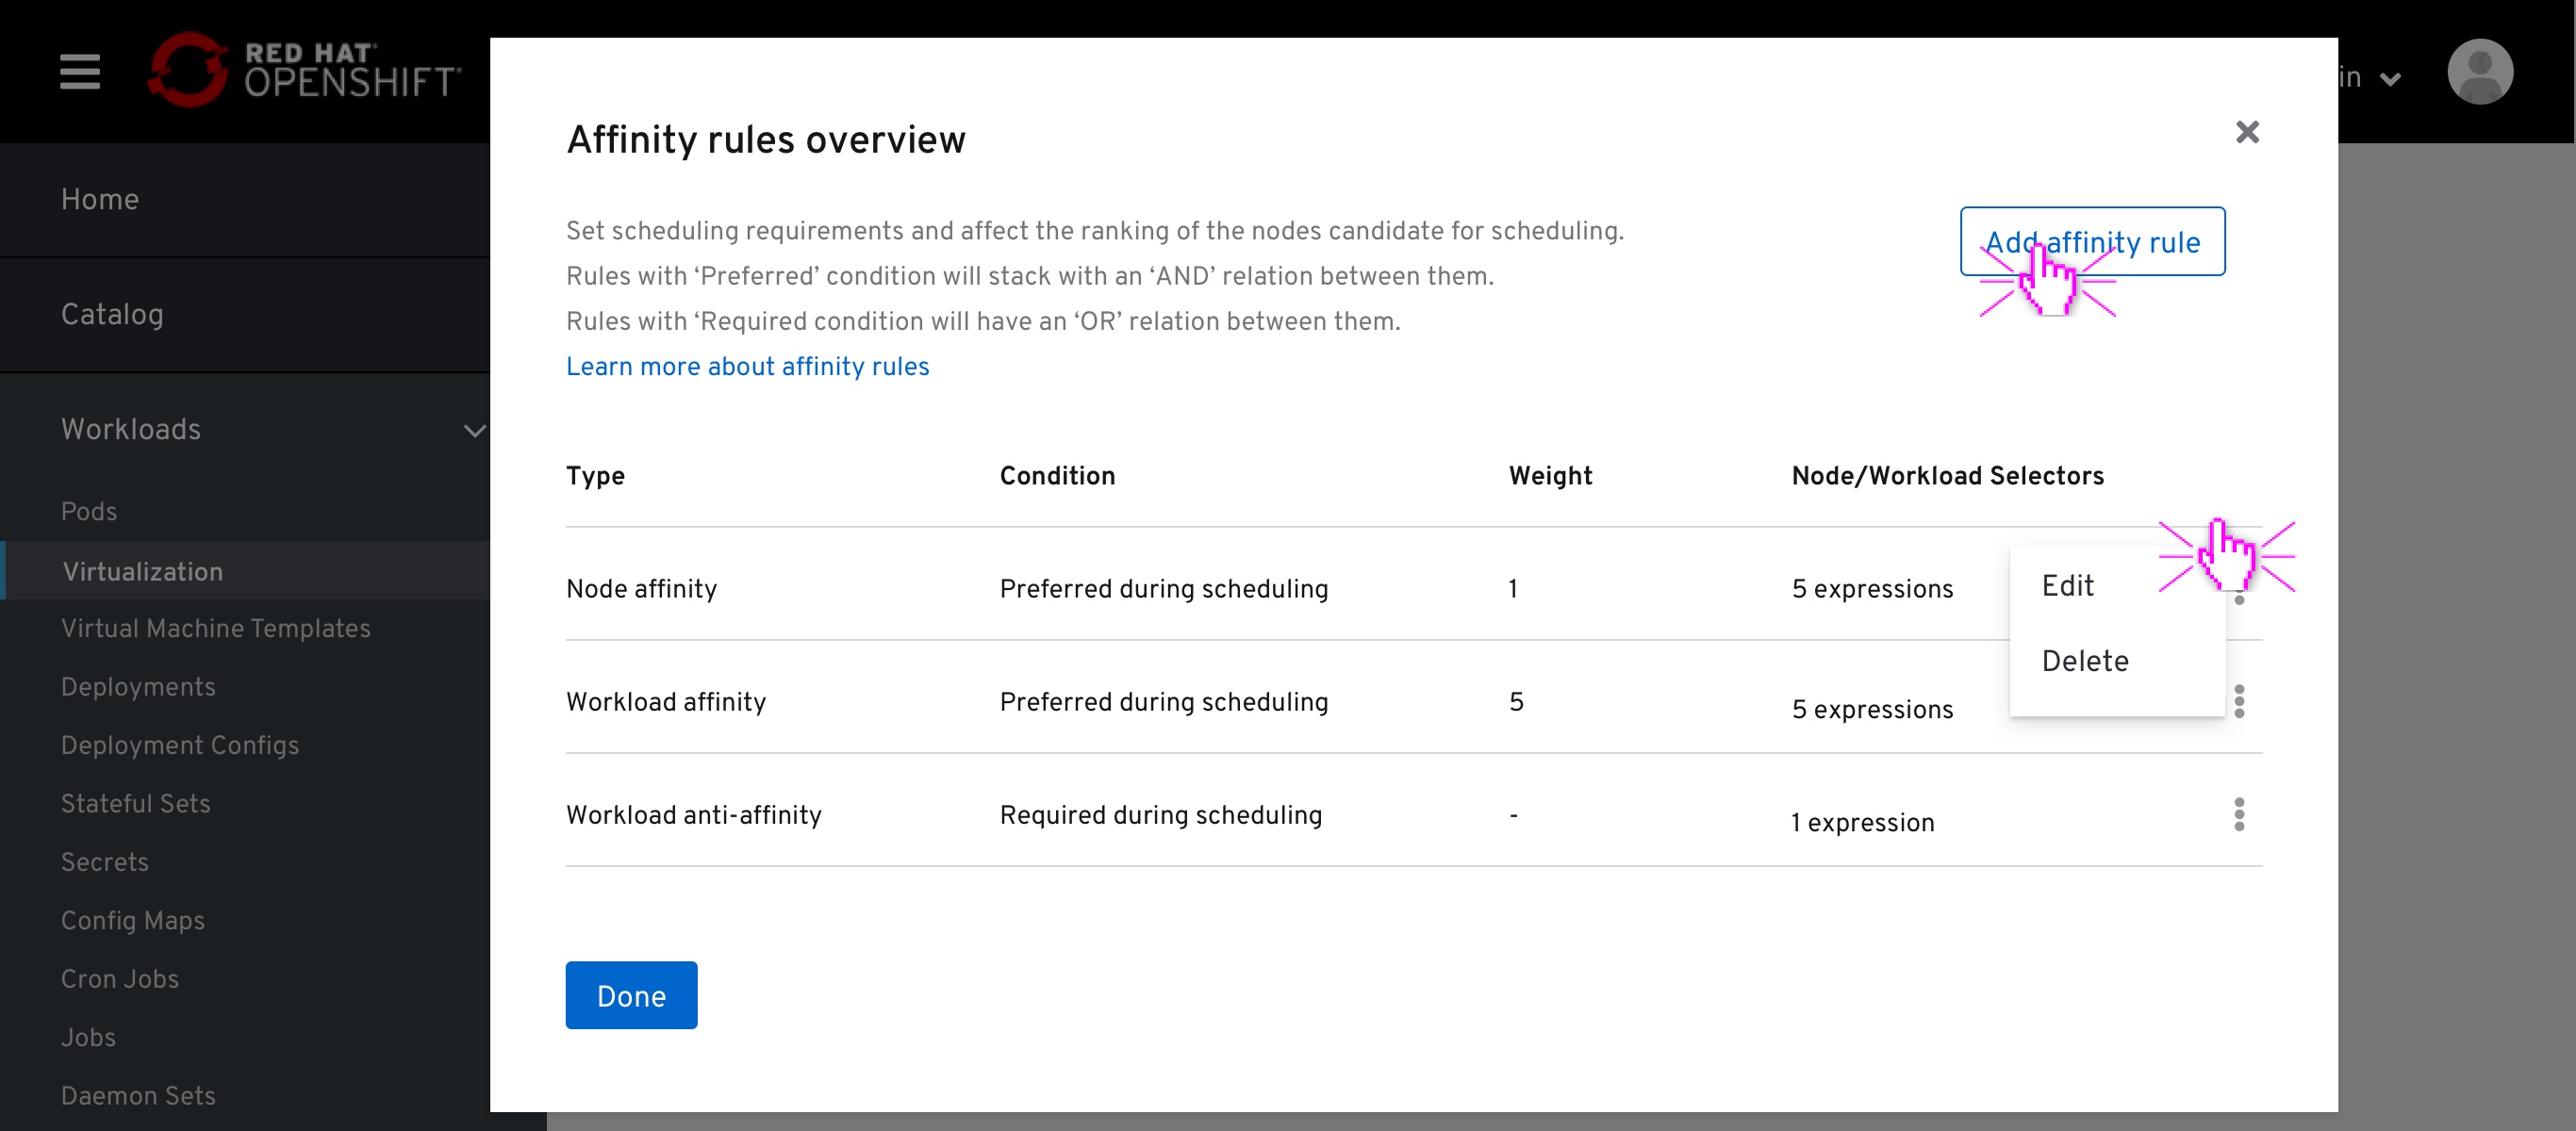 RED HAT
OPENSHIFT
in
Home
Catalog
Workloads
Pods
Virtualization
Virtual Machine Templates
Deployments
Deployment Configs
Stateful Sets
Secrets
Config Maps
Cron Jobs
Jobs
Daemon Sets
Affinity rules overview
Set scheduling requirements and affect the ranking of the nodes candidate for scheduling.
Rules with ‘Preferred’ condition will stack with an ‘AND’ relation between them.
Rules with ‘Required condition will have an ‘OR’ relation between them.
Learn more about affinity rules
Add affinity rule
Type Condition Weight Node/Workload Selectors
Node affinity Preferred during scheduling 1 5 expressions
Edit
Delete
Workload affinity Preferred during scheduling 5 5 expressions
Workload anti-affinity Required during scheduling - 1 expression
Done